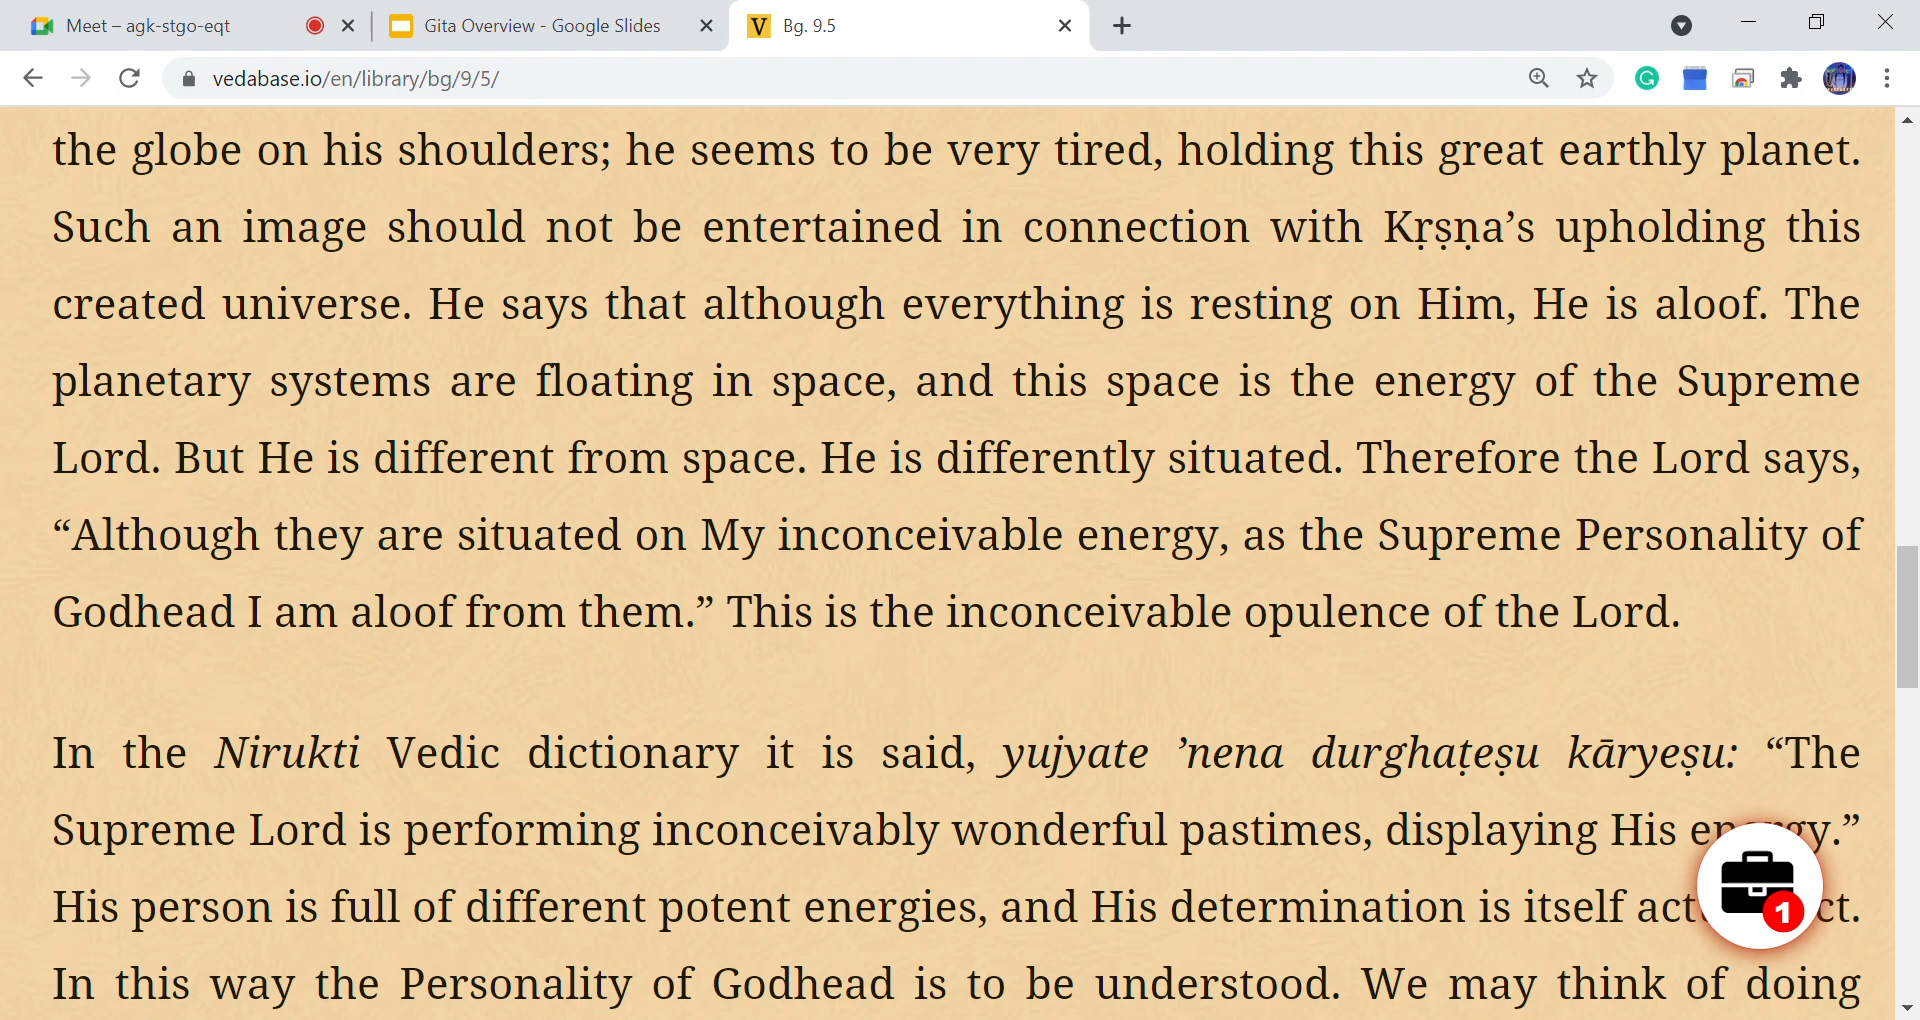 Meet – agk-stgo-eqt
Gita Overview - Google Slides
V Bg. 9.5
vedabase.io/en/library/bg/9/5/
the globe on his shoulders; he seems to be very tired, holding this great earthly planet.
Such an image should not be entertained in connection with Kṛṣṇa’s upholding this
created universe. He says that although everything is resting on Him, He is aloof. The
planetary systems are floating in space, and this space is the energy of the Supreme
Lord. But He is different from space. He is differently situated. Therefore the Lord says,
“Although they are situated on My inconceivable energy, as the Supreme Personality of
Godhead I am aloof from them.” This is the inconceivable opulence of the Lord.
In the Nirukti Vedic dictionary it is said, yujyate ’nena durghaṭeṣu kāryeṣu: “The
Supreme Lord is performing inconceivably wonderful pastimes, displaying His
His person is full of different potent energies, and His determination is itself
In this way the Personality of Godhead is to be understood. We may think of doing
1